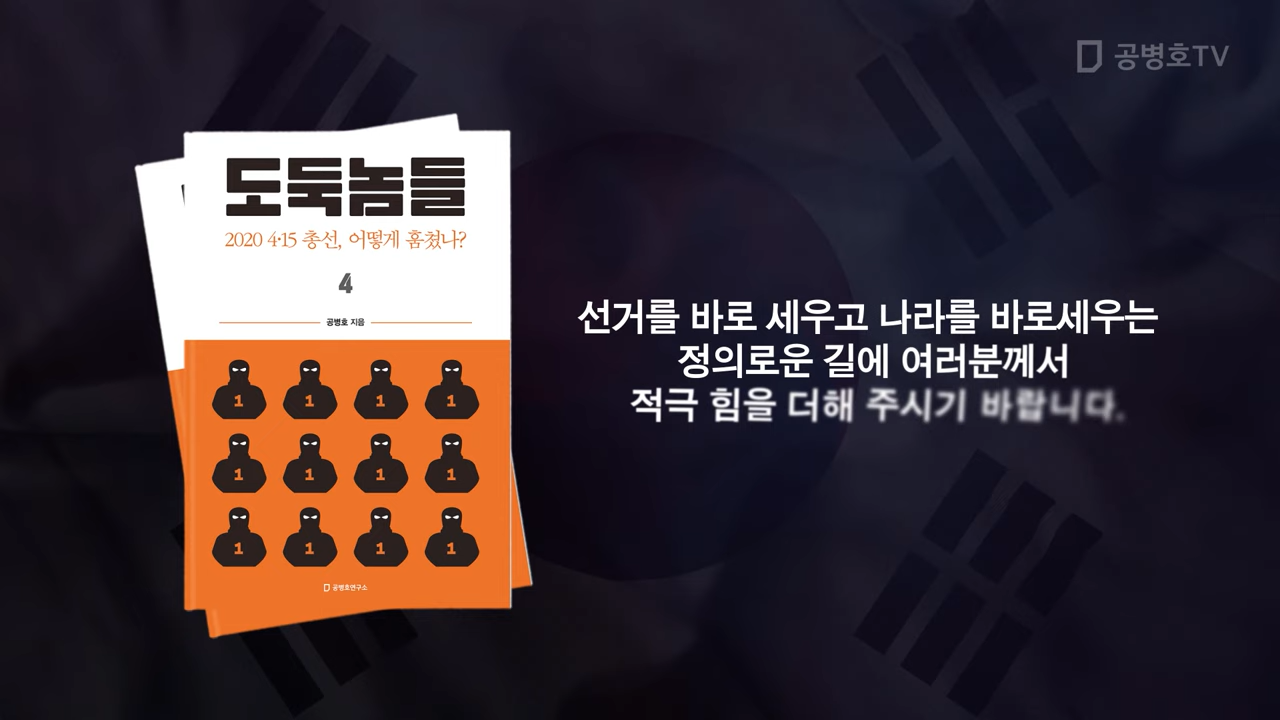 공병호TV
도둑놈들
2020 4·15 총선, 어떻게 훔쳤나?
4
공병호 지음
1 1 1 1
1 1 1 1
1 1 1 1
공병호연구소
선거를 바로 세우고 나라를 바로세우는
정의로운 길에 여러분께서
적극 힘을 더해 주시기 바랍니다.